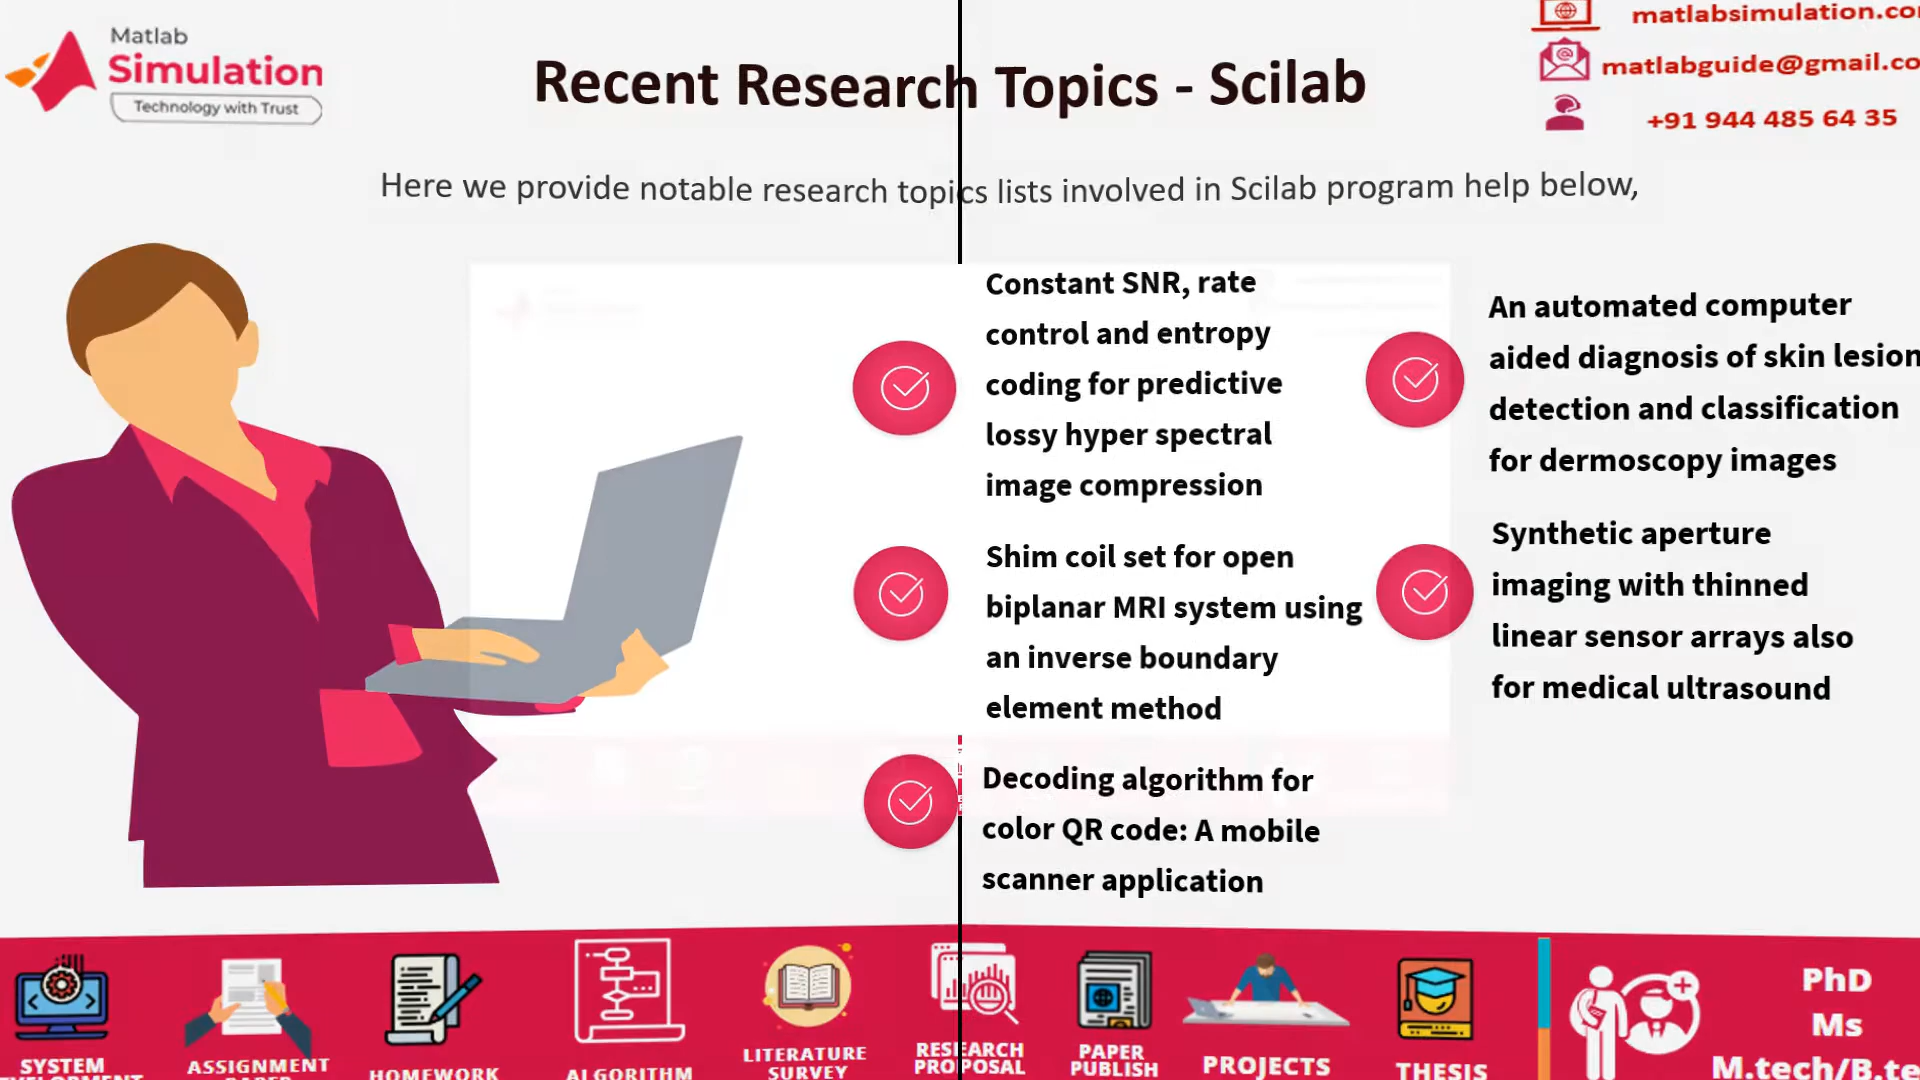 Matlab
Simulation
Technology with Trust
Recent Research Topics - Scilab
matlabsimulation.co
matlabguide@gmail.co
+91 944 485 64 35
Here we provide notable research topics lists involved in Scilab program help below,
Constant SNR, rate
control and entropy
coding for predictive
lossy hyper spectral
image compression
Shim coil set for open
biplanar MRI system using
an inverse boundary
element method
Decoding algorithm for
color QR code: A mobile
scanner application
An automated computer
aided diagnosis of skin lesion
detection and classification
for dermoscopy images
Synthetic aperture
imaging with thinned
linear sensor arrays also
for medical ultrasound
SYSTEM
ASSIGNMENT
HOMEWORK
ALGORITHM
LITERATURE
SURVEY
RESEARCH
PROPOSAL
PAPER
PUBLISH
PROJECTS
THESIS
PhD
Ms
M.tech/B.te